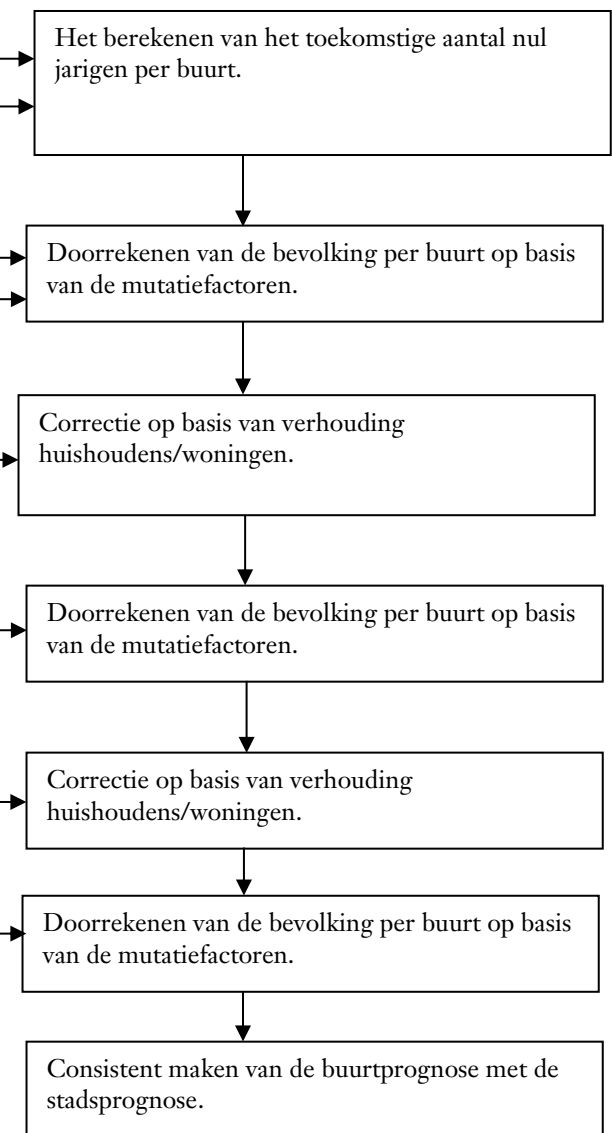 Het berekenen van het toekomstige aantal nul
jarigen per buurt.
Doorrekenen van de bevolking per buurt op basis
van de mutatiefactoren.
Correctie op basis van verhouding
huishoudens/woningen.
Doorrekenen van de bevolking per buurt op basis
van de mutatiefactoren.
Correctie op basis van verhouding
huishoudens/woningen.
Doorrekenen van de bevolking per buurt op basis
van de mutatiefactoren.
Consistent maken van de buurtprognose met de
stadsprognose.